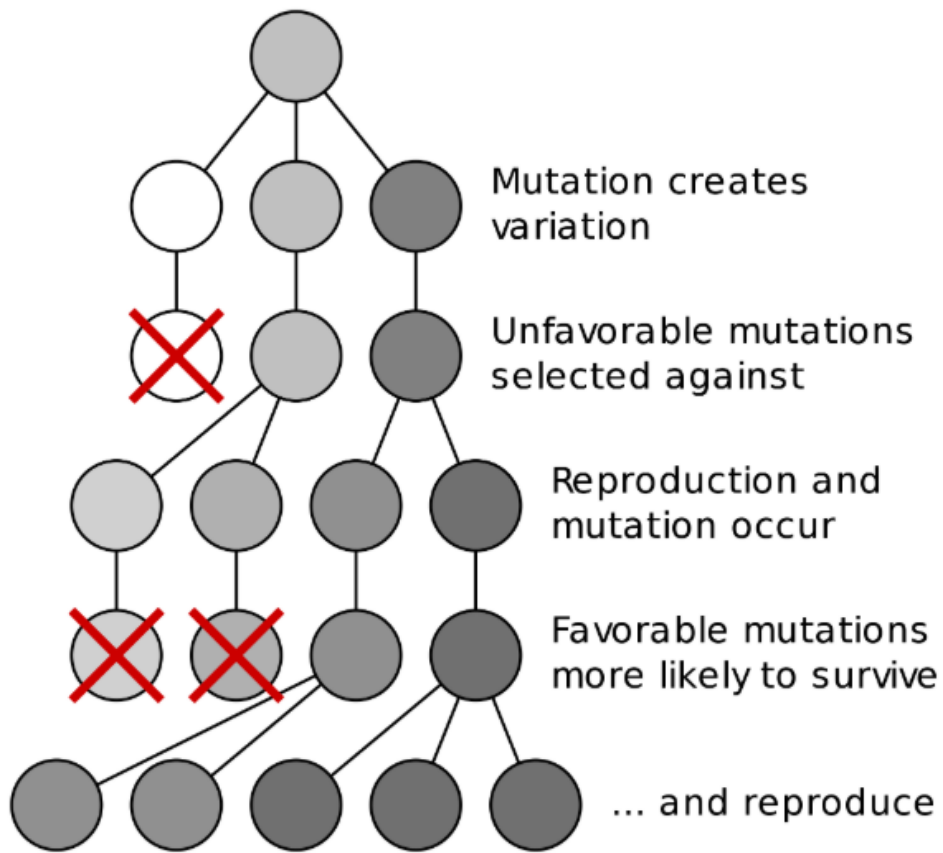 Mutation creates
variation
Unfavorable mutations
selected against
Reproduction and
mutation occur
Favorable mutations
more likely to survive
... and reproduce